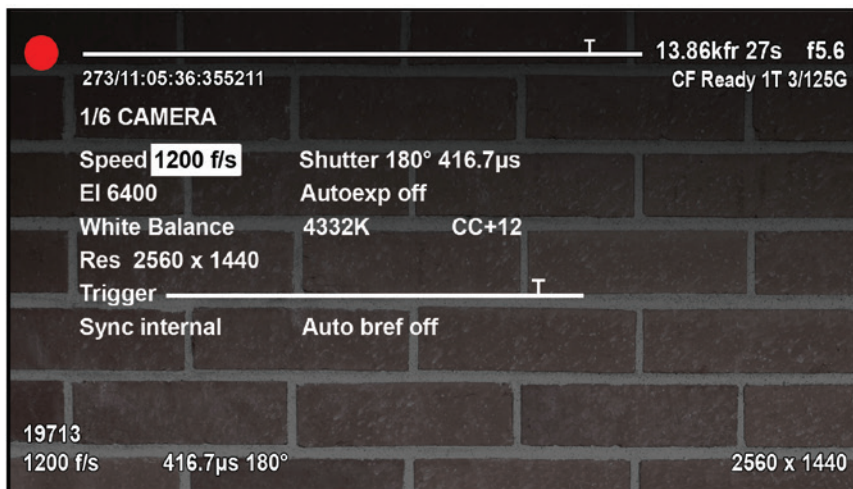 T 13.86kfr 27s f5.6
273/11:05:36:355211 CF Ready 1T 3/125G
1/6 CAMERA
Speed 1200 f/s Shutter 180° 416.7µs
EI 6400 Autoexp off
White Balance 4332K CC+12
Res 2560 x 1440
Trigger T
Sync internal Auto bref off
19713
1200 f/s 416.7µs 180° 2560 x 1440